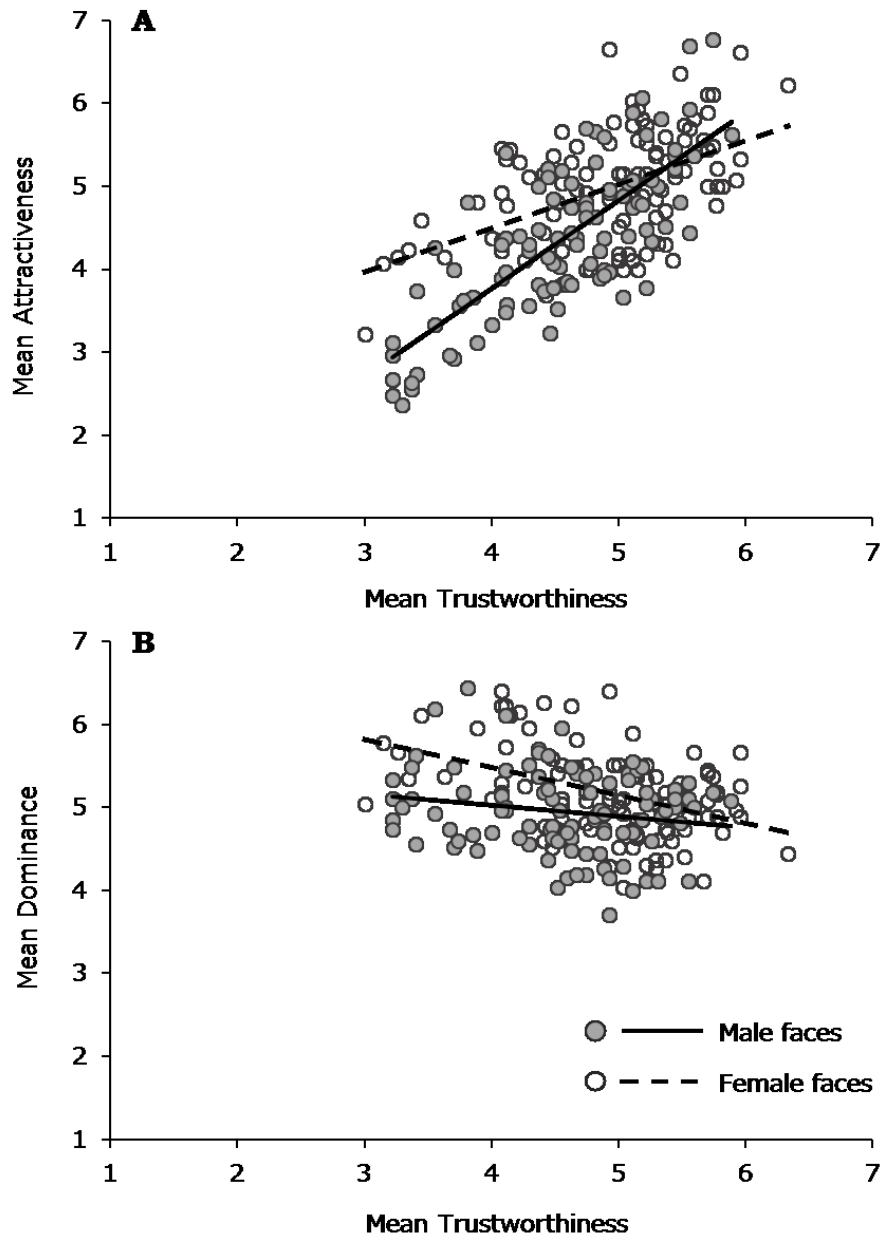 A
7
6
5
4
3
2
1
Mean Attractiveness
1 2 3 4 5 6 7
Mean Trustworthiness
B
7
6
5
4
3
2
1
Mean Dominance
Male faces
Female faces
1 2 3 4 5 6 7
Mean Trustworthiness